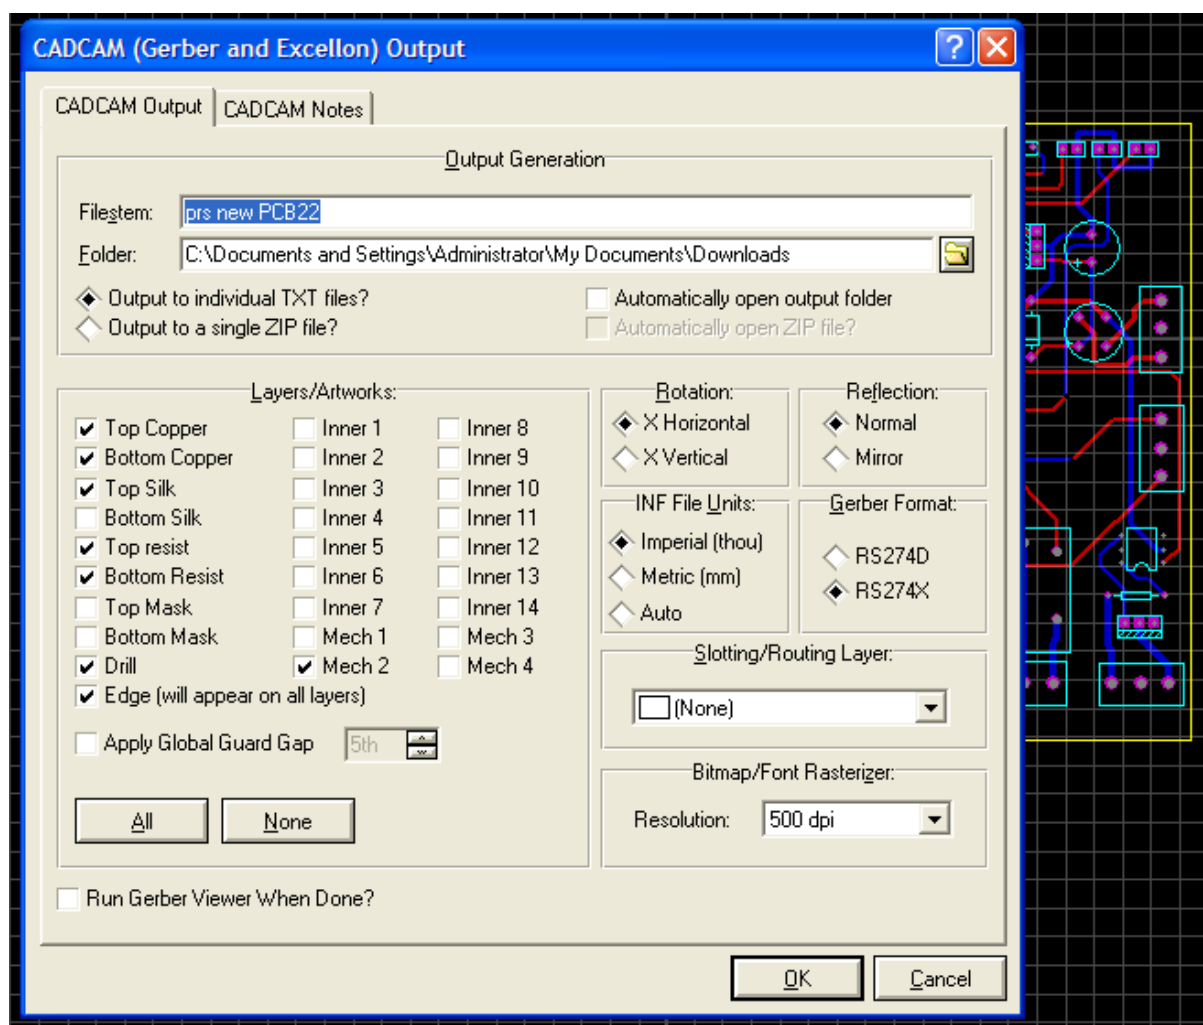 CADCAM (Gerber and Excellon) Output
CADCAM Output
CADCAM Notes
Output Generation
Filestem:
prs new PCB22
Folder:
C:\Documents and Settings\Administrator\My Documents\Downloads
Output to individual TXT files?
Automatically open output folder
Output to a single ZIP file?
Automatically open ZIP file?
Layers/Artworks:
Top Copper
Inner 1
Inner 8
Bottom Copper
Inner 2
Inner 9
Top Silk
Inner 3
Inner 10
Bottom Silk
Inner 4
Inner 11
Top resist
Inner 5
Inner 12
Bottom Resist
Inner 6
Inner 13
Top Mask
Inner 7
Inner 14
Bottom Mask
Mech 1
Mech 3
Drill
Mech 2
Mech 4
Edge (will appear on all layers)
Apply Global Guard Gap
5th
All
None
Rotation:
X Horizontal
X Vertical
Reflection:
Normal
Mirror
INF File Units:
Imperial (thou)
Metric (mm)
Auto
Gerber Format:
RS274D
RS274X
Slotting/Routing Layer:
(None)
Bitmap/Font Rasterizer:
Resolution:
500 dpi
Run Gerber Viewer When Done?
OK
Cancel